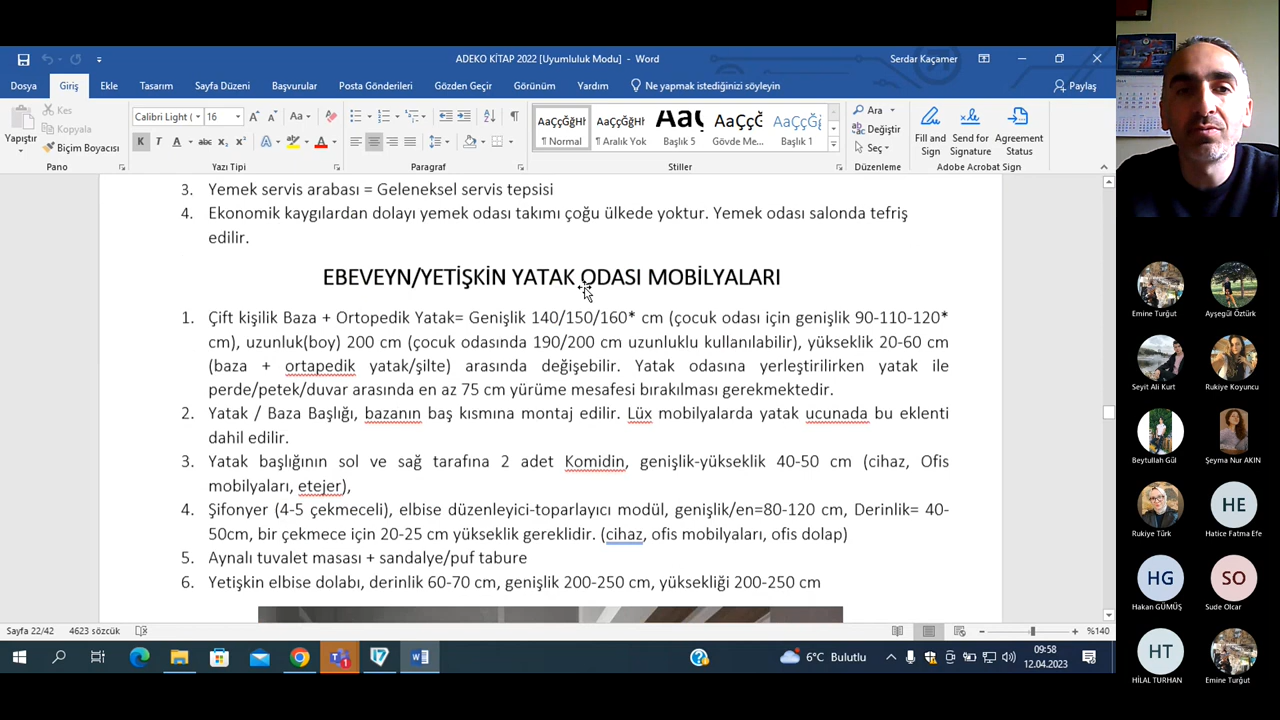 ADEKO KİTAP 2022 [Uyumluluk Modu] - Word
Serdar Kaçamer
Dosya Giriş Ekle Tasarım Sayfa Düzeni Başvurular Posta Gönderileri Gözden Geçir Görünüm Yardım Ne yapmak istediğinizi söyleyin Paylaş
Yapıştır
Kes
Kopyala
Biçim Boyacısı
Pano
Calibri Light ( 16
Yazı Tipi
Paragraf
AaÇçĞğHł AaÇçĞğHł AaÇ AaÇçĞ AaÇçĞğ
¶ Normal ¶ Aralık Yok Başlık 5 Gövde Me... Başlık 1
Stiller
Ara
Değiştir
Seç
Düzenleme
Fill and Sign
Send for Signature
Agreement Status
Adobe Acrobat Sign
3. Yemek servis arabası = Geleneksel servis tepsisi
4. Ekonomik kaygılardan dolayı yemek odası takımı çoğu ülkede yoktur. Yemek odası salonda tefriş
edilir.
EBEVEYN/YETİŞKİN YATAK ODASI MOBİLYALARI
1. Çift kişilik Baza + Ortopedik Yatak= Genişlik 140/150/160* cm (çocuk odası için genişlik 90-110-120*
cm), uzunluk(boy) 200 cm (çocuk odasında 190/200 cm uzunluklu kullanılabilir), yükseklik 20-60 cm
(baza + ortapedik yatak/şilte) arasında değişebilir. Yatak odasına yerleştirilirken yatak ile
perde/petek/duvar arasında en az 75 cm yürüme mesafesi bırakılması gerekmektedir.
2. Yatak / Baza Başlığı, bazanın baş kısmına montaj edilir. Lüx mobilyalarda yatak ucunada bu eklenti
dahil edilir.
3. Yatak başlığının sol ve sağ tarafına 2 adet Komidin, genişlik-yükseklik 40-50 cm (cihaz, Ofis
mobilyaları, etejer),
4. Şifonyer (4-5 çekmeceli), elbise düzenleyici-toparlayıcı modül, genişlik/en=80-120 cm, Derinlik= 40-
50cm, bir çekmece için 20-25 cm yükseklik gereklidir. (cihaz, ofis mobilyaları, ofis dolap)
5. Aynalı tuvalet masası + sandalye/puf tabure
6. Yetişkin elbise dolabı, derinlik 60-70 cm, genişlik 200-250 cm, yüksekliği 200-250 cm
Sayfa 22/42 4623 sözcük
%140
6°C Bulutlu
09:58
12.04.2023
Emine Turğut
Ayşegül Öztürk
Seyit Ali Kurt
Rukiye Koyuncu
Beytullah Gül
Şeyma Nur AKIN
Rukiye Türk
HE
Hatice Fatma Efe
HG
Hakan GÜMÜŞ
SO
Sude Olcar
HT
HİLAL TURHAN
Emine Turğut